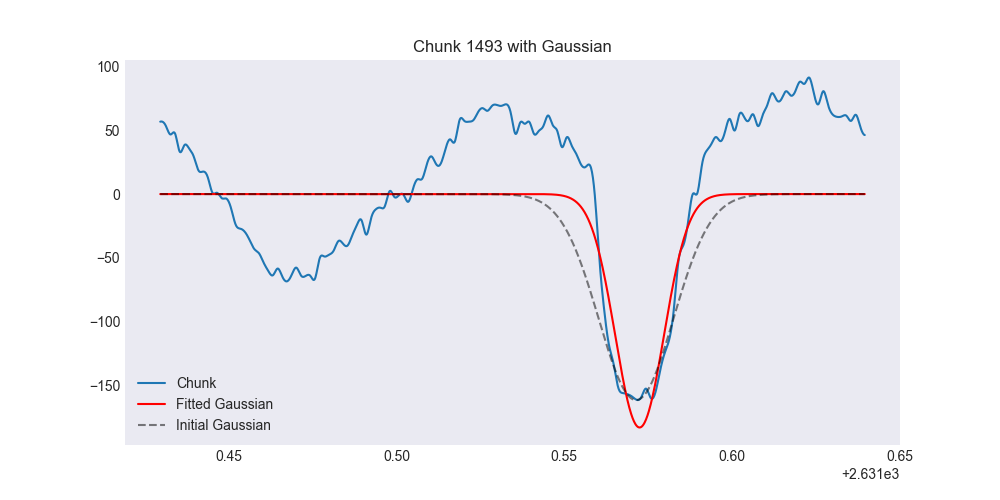 Chunk 1493 with Gaussian
100
50
0
−50
−100
−150
Chunk
Fitted Gaussian
Initial Gaussian
0.45 0.50 0.55 0.60 0.65
+2.631e3